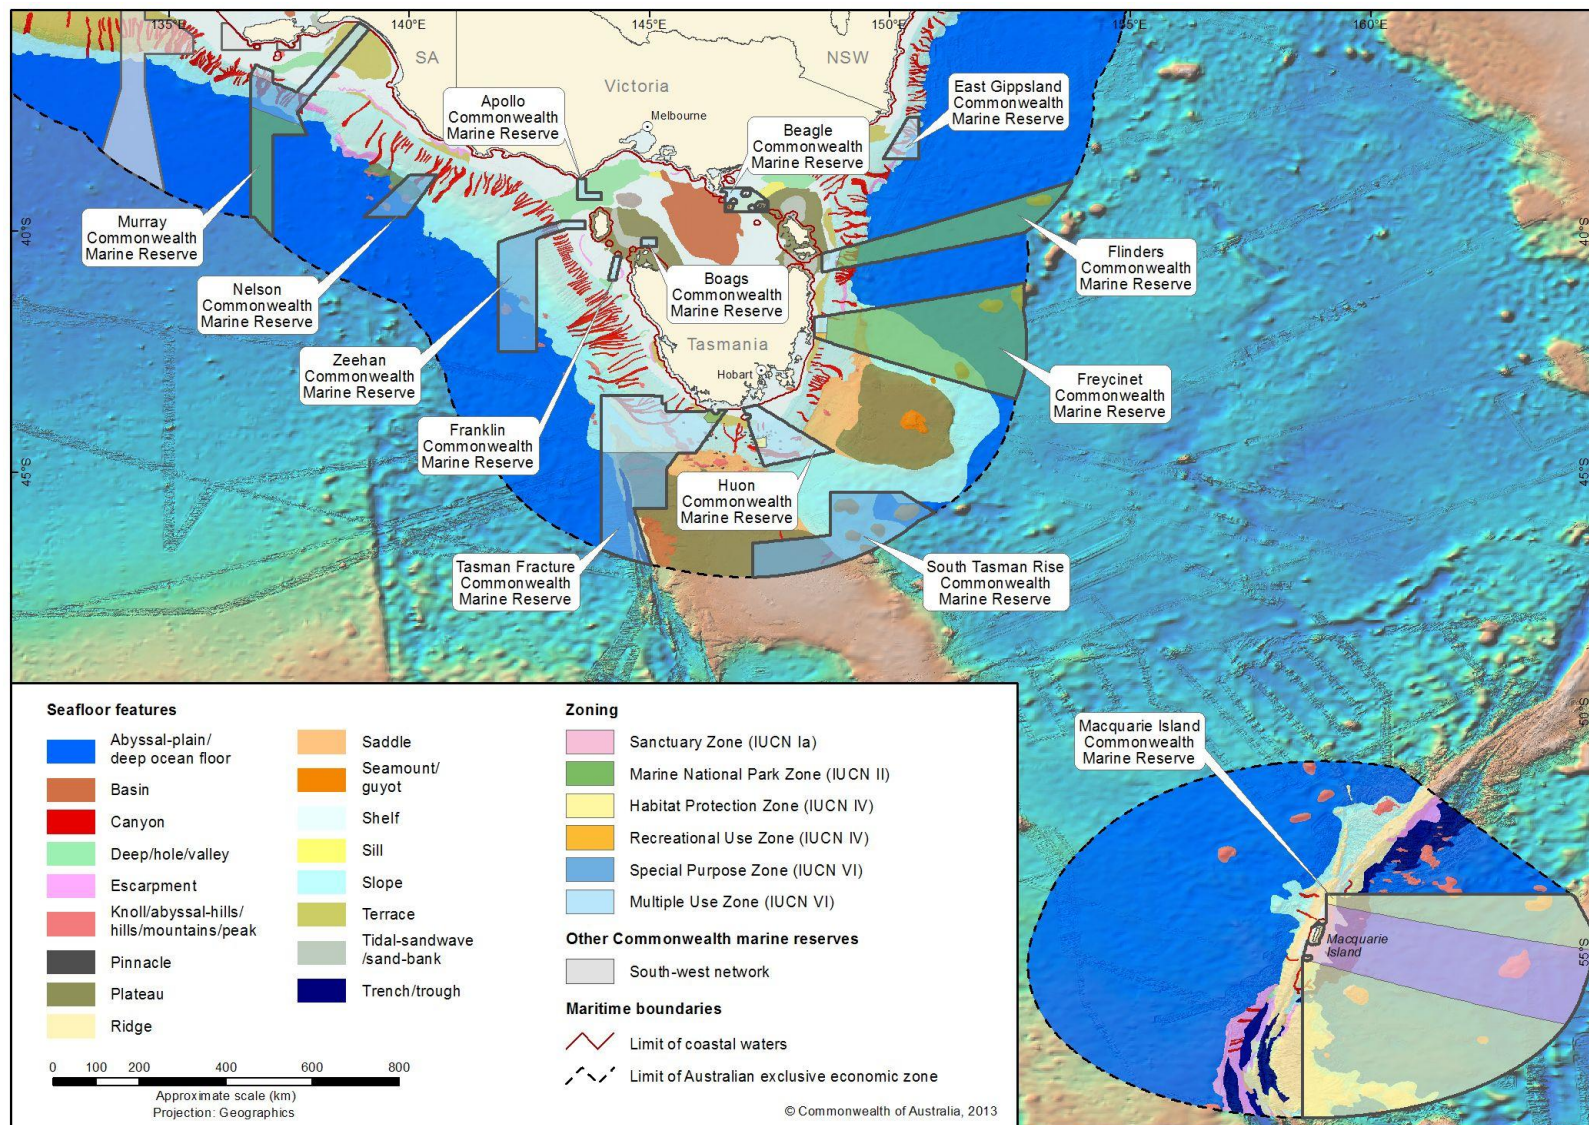 135°E
140°E
145°E
150°E
155°E
160°E
SA
Victoria
NSW
Melbourne
Apollo
Commonwealth
Marine Reserve
Beagle
Commonwealth
Marine Reserve
East Gippsland
Commonwealth
Marine Reserve
Murray
Commonwealth
Marine Reserve
40°S
40°S
Nelson
Commonwealth
Marine Reserve
Boags
Commonwealth
Marine Reserve
Flinders
Commonwealth
Marine Reserve
Zeehan
Commonwealth
Marine Reserve
Tasmania
Hobart
Freycinet
Commonwealth
Marine Reserve
Franklin
Commonwealth
Marine Reserve
45°S
45°S
Huon
Commonwealth
Marine Reserve
Tasman Fracture
Commonwealth
Marine Reserve
South Tasman Rise
Commonwealth
Marine Reserve
50°S
Macquarie Island
Commonwealth
Marine Reserve
Macquarie
Island
55°S
Seafloor features
Abyssal-plain/
deep ocean floor
Basin
Canyon
Deep/hole/valley
Escarpment
Knoll/abyssal-hills/
hills/mountains/peak
Pinnacle
Plateau
Ridge
Saddle
Seamount/
guyot
Shelf
Sill
Slope
Terrace
Tidal-sandwave
/sand-bank
Trench/trough
Zoning
Sanctuary Zone (IUCN Ia)
Marine National Park Zone (IUCN II)
Habitat Protection Zone (IUCN IV)
Recreational Use Zone (IUCN IV)
Special Purpose Zone (IUCN VI)
Multiple Use Zone (IUCN VI)
Other Commonwealth marine reserves
South-west network
Maritime boundaries
Limit of coastal waters
Limit of Australian exclusive economic zone
0 100 200 400 600 800
Approximate scale (km)
Projection: Geographics
© Commonwealth of Australia, 2013